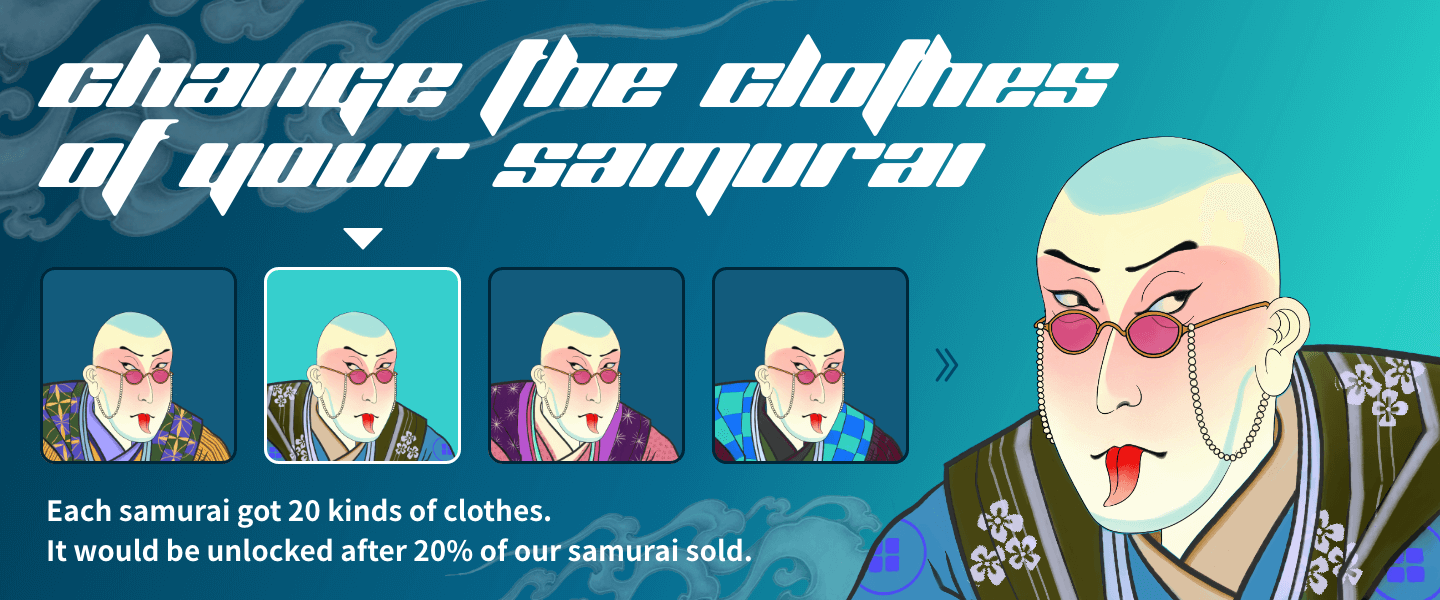 change the clothes
of your samurai
Each samurai got 20 kinds of clothes.
It would be unlocked after 20% of our samurai sold.